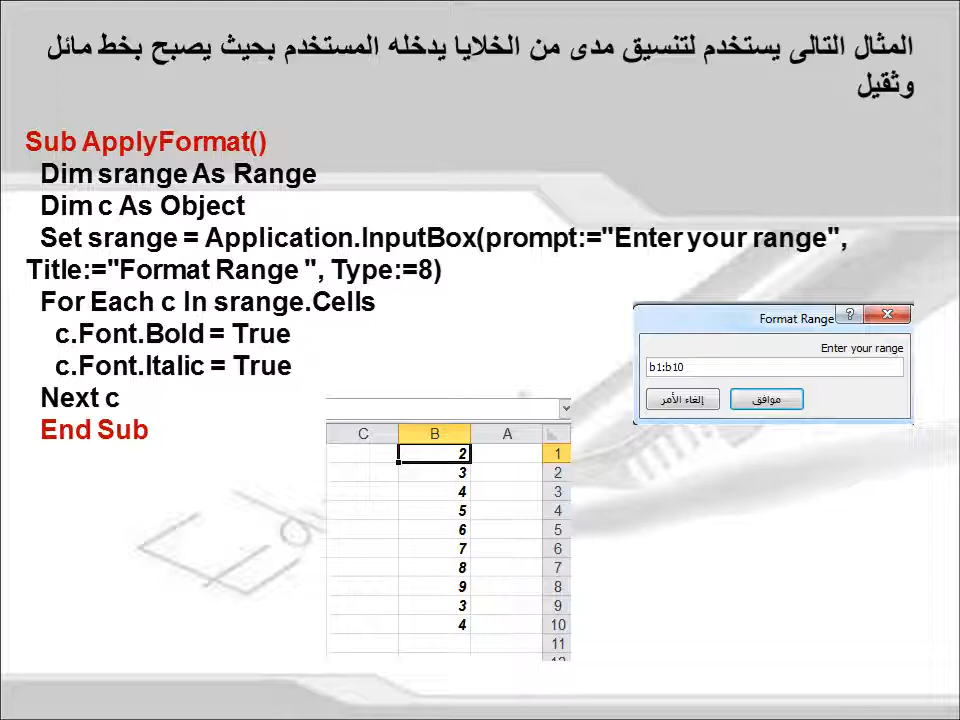 المثال التالى يستخدم لتنسيق مدى من الخلايا يدخله المستخدم بحيث يصبح بخط مائل
وثقيل
Sub ApplyFormat()
Dim srange As Range
Dim c As Object
Set srange = Application.InputBox(prompt:="Enter your range",
Title:="Format Range ", Type:=8)
For Each c In srange.Cells
c.Font.Bold = True
c.Font.Italic = True
Next c
End Sub
Format Range
Enter your range
b1:b10
إلغاء الأمر موافق
C B A
2 1
3 2
4 3
5 4
6 5
7 6
8 7
9 8
3 9
4 10
11
12